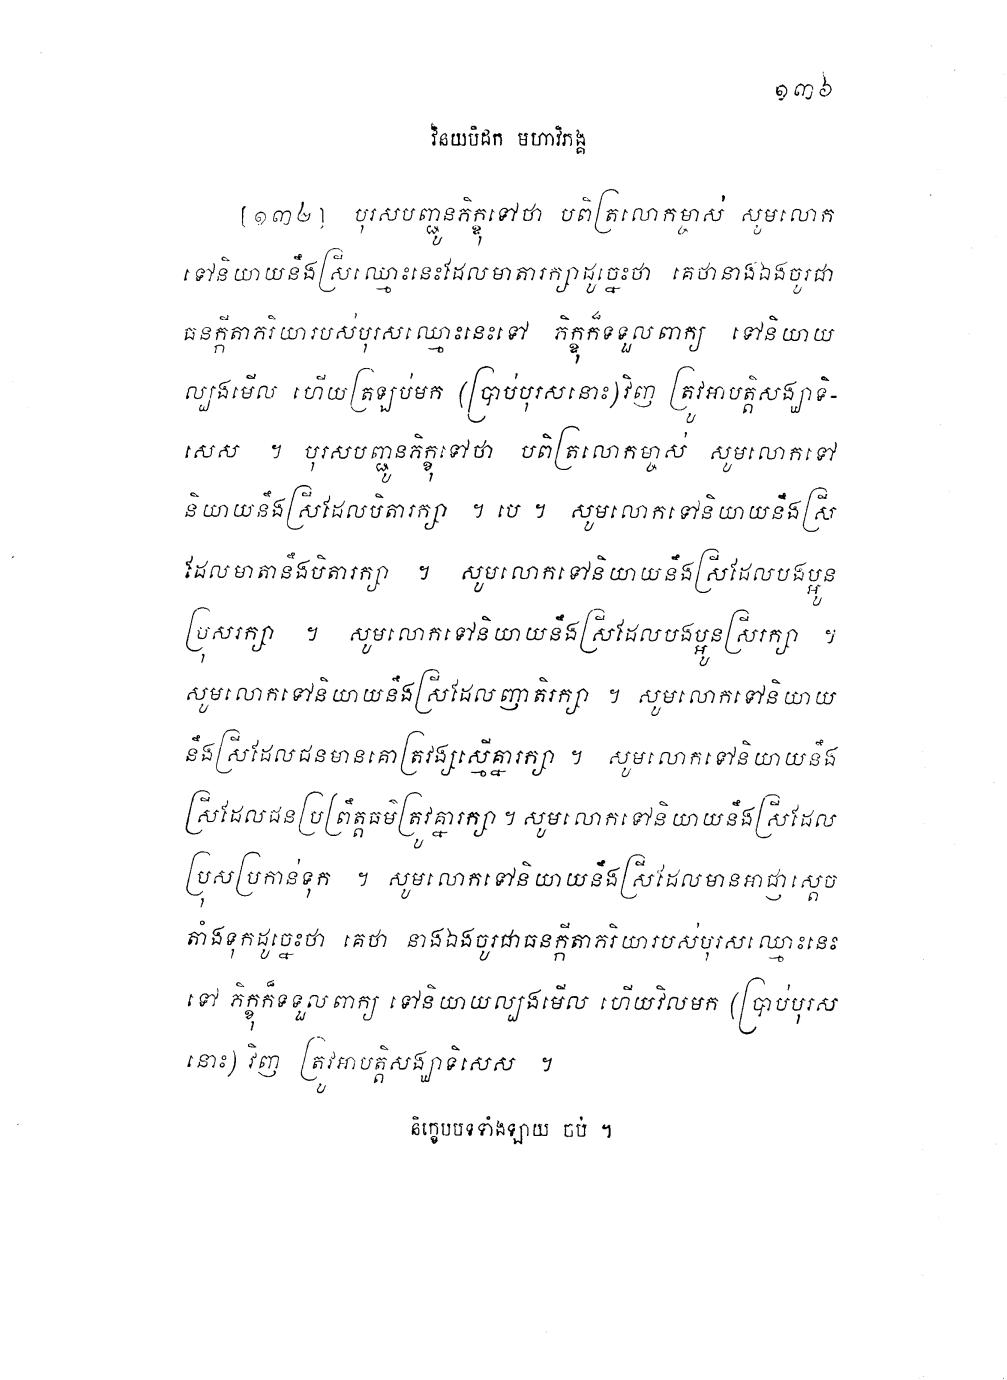 ១៣៦
វិនយបិដក មហាវិភង្គ
[១៣៤] បុរសបញ្ជូនភិក្ខុទៅថា បពិត្រលោកម្ចាស់ សូមលោក
ទៅនិយាយនឹងស្រីឈ្មោះនេះដែលមាតារក្សាដូច្នេះថា គេថានាងឯងចូរជា
ធនក្កីតាភរិយារបស់បុរសឈ្មោះនេះទៅ ភិក្ខុក៏ទទួលពាក្យ ទៅនិយាយ
ល្បងមើល ហើយត្រឡប់មក (ប្រាប់បុរសនោះ)វិញ ត្រូវអាបត្តិសង្ឃាទិ-
សេស ។ បុរសបញ្ជូនភិក្ខុទៅថា បពិត្រលោកម្ចាស់ សូមលោកទៅ
និយាយនឹងស្រីដែលបិតារក្សា ។ បេ ។ សូមលោកទៅនិយាយនឹងស្រី
ដែលមាតានឹងបិតារក្សា ។ សូមលោកទៅនិយាយនឹងស្រីដែលបងប្អូន
ប្រុសរក្សា ។ សូមលោកទៅនិយាយនឹងស្រីដែលបងប្អូនស្រីរក្សា ។
សូមលោកទៅនិយាយនឹងស្រីដែលញាតិរក្សា ។ សូមលោកទៅនិយាយ
នឹងស្រីដែលជនមានគោត្រវង្សស្មើគ្នារក្សា ។ សូមលោកទៅនិយាយនឹង
ស្រីដែលជនប្រព្រឹត្តធម៌ត្រូវគ្នារក្សា ។ សូមលោកទៅនិយាយនឹងស្រីដែល
ប្រុសប្រកាន់ទុក ។ សូមលោកទៅនិយាយនឹងស្រីដែលមានអាជ្ញាស្តេច
តាំងទុកដូច្នេះថា គេថា នាងឯងចូរជាធនក្កីតាភរិយារបស់បុរសឈ្មោះនេះ
ទៅ ភិក្ខុក៏ទទួលពាក្យ ទៅនិយាយល្បងមើល ហើយវិលមក (ប្រាប់បុរស
នោះ) វិញ ត្រូវអាបត្តិសង្ឃាទិសេស ។
និក្ខេបបទទាំងឡាយ ចប់ ។